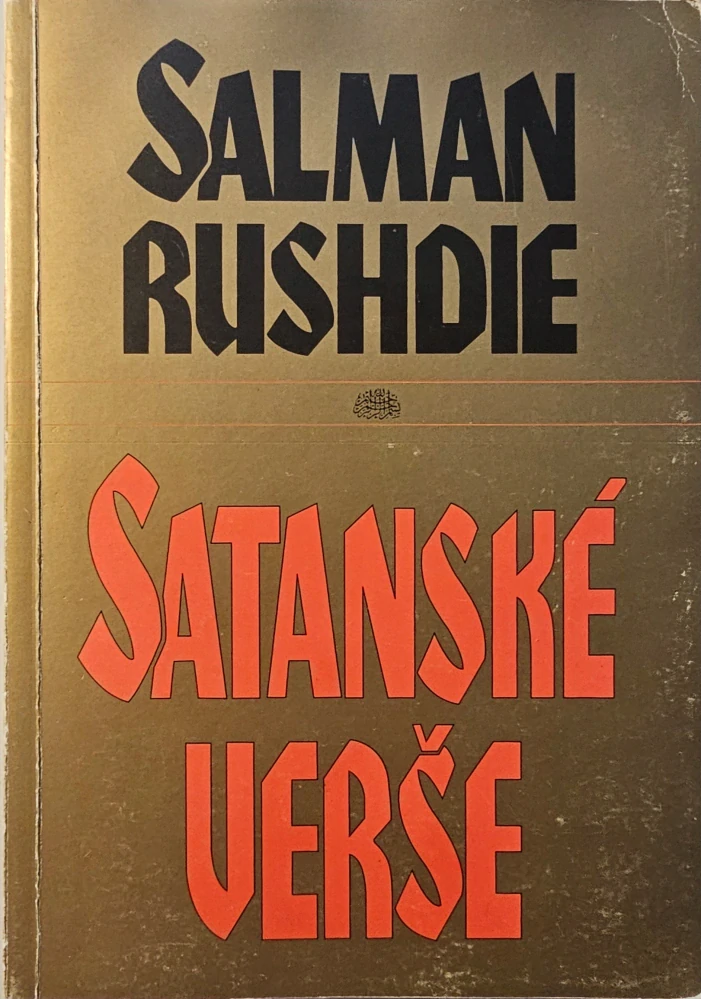 SALMAN
RUSHDIE
SATANSKÉ
VERŠE